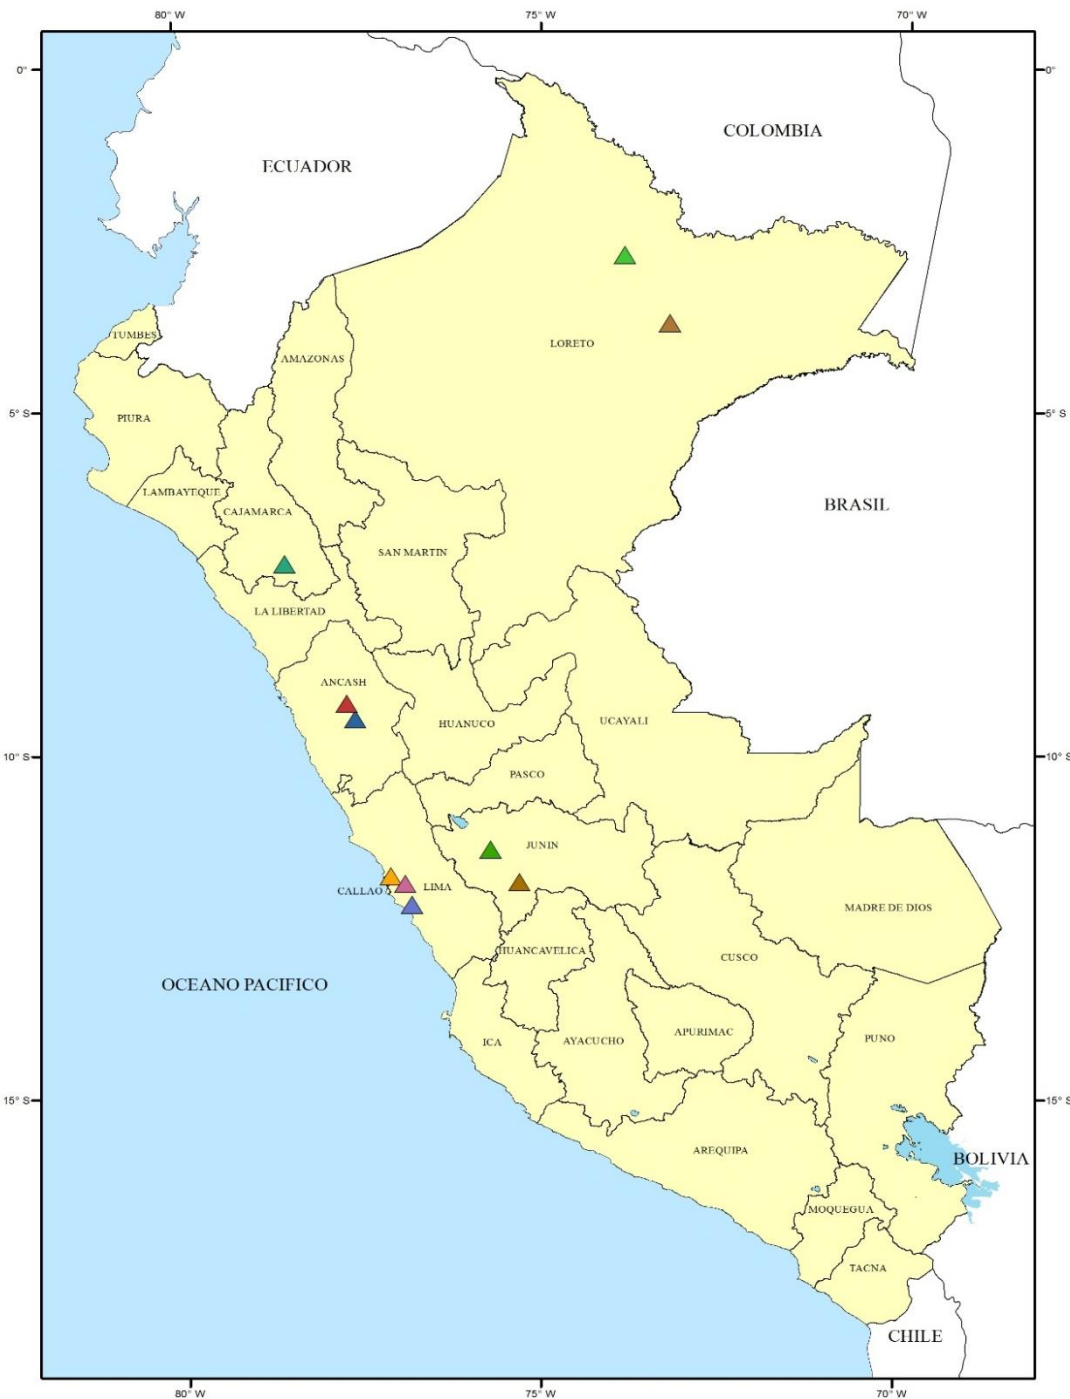 80° W 75° W 70° W
0° 0°
COLOMBIA
ECUADOR
TUMBES
LORETO
AMAZONAS
5° S 5° S
PIURA
LAMBAYEQUE
BRASIL
CAJAMARCA
SAN MARTIN
LA LIBERTAD
ANCASH
HUANUCO UCAYALI
10° S 10° S
PASCO
JUNIN
CALLAO LIMA
MADRE DE DIOS
HUANCAVELICA
CUSCO
OCEANO PACIFICO
APURIMAC
ICA AYACUCHO PUNO
15° S 15° S
AREQUIPA
BOLIVIA
MOQUEGUA
TACNA
CHILE
80° W 75° W 70° W